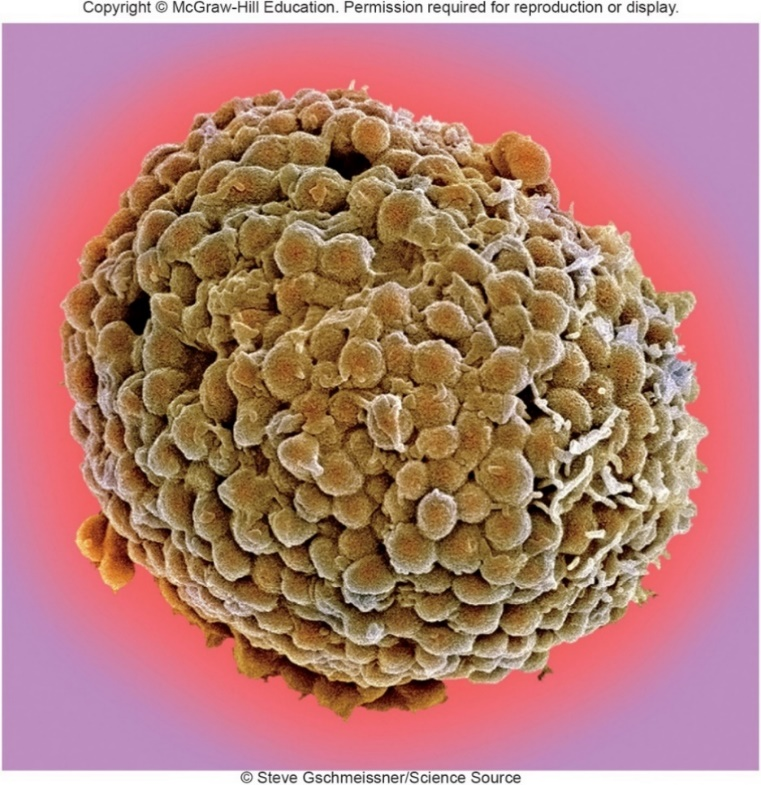 Copyright © McGraw-Hill Education. Permission required for reproduction or display.
© Steve Gschmeissner/Science Source